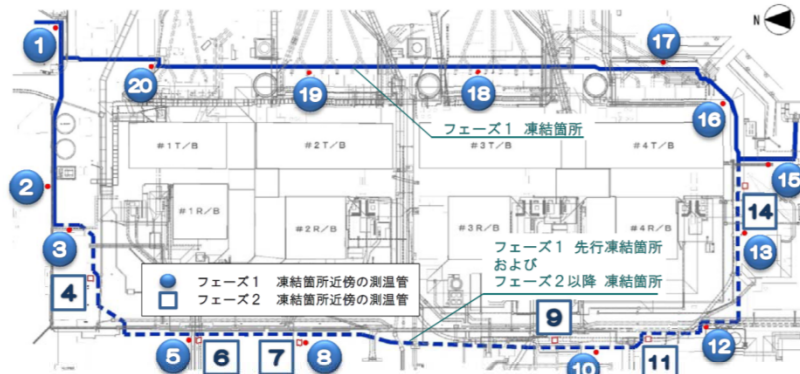 N
1
20
19
18
17
16
フェーズ1 凍結箇所
#1T/B
#2T/B
#3T/B
#4T/B
15
2
14
3
#1R/B
#2R/B
#3R/B
#4R/B
13
フェーズ1 先行凍結箇所
および
フェーズ2以降 凍結箇所
4
フェーズ1 凍結箇所近傍の測温管
フェーズ2 凍結箇所近傍の測温管
9
5
6
7
8
10
11
12